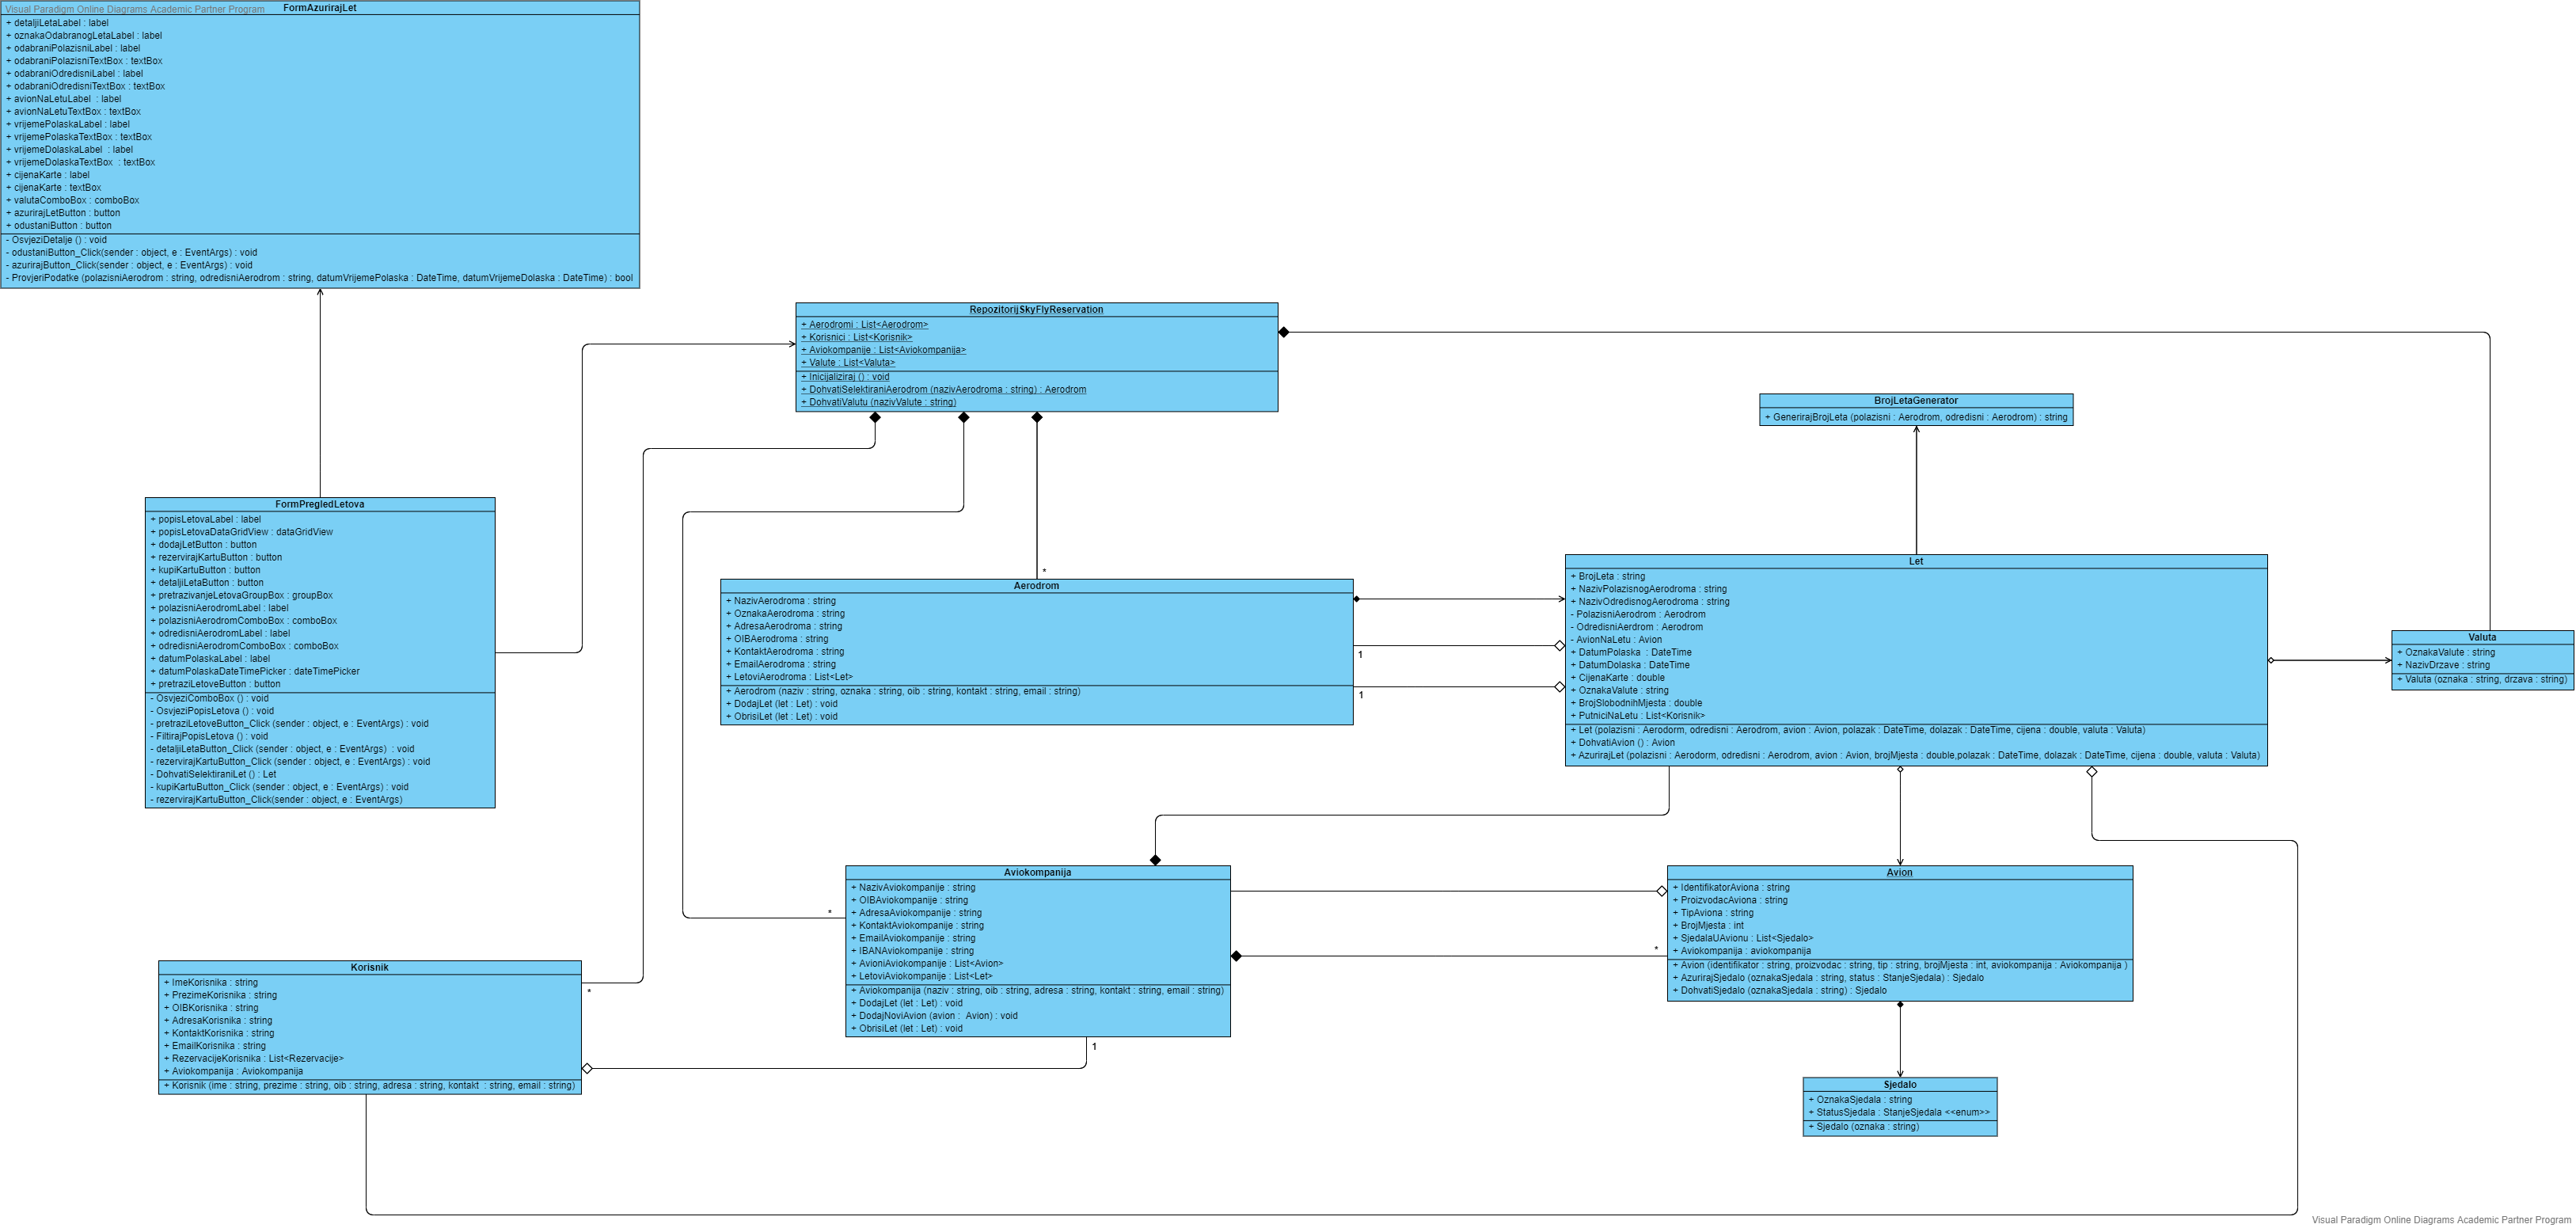 Visual Paradigm Online Diagrams Academic Partner Program
FormAzurirajLet
+ detaljiLetaLabel : label
+ oznakaOdabranogLetaLabel : label
+ odabraniPolazisniLabel : label
+ odabraniPolazisniTextBox : textBox
+ odabraniOdredisniLabel : label
+ odabraniOdredisniTextBox : textBox
+ avionNaLetuLabel : label
+ avionNaLetuTextBox : textBox
+ vrijemePolaskaLabel : label
+ vrijemePolaskaTextBox : textBox
+ vrijemeDolaskaLabel : label
+ vrijemeDolaskaTextBox : textBox
+ cijenaKarte : label
+ cijenaKarte : textBox
+ valutaComboBox : comboBox
+ azurirajLetButton : button
+ odustaniButton : button
- OsvjeziDetalje () : void
- odustaniButton_Click(sender : object, e : EventArgs) : void
- azurirajButton_Click(sender : object, e : EventArgs) : void
- ProvjeriPodatke (polazisniAerodrom : string, odredisniAerodrom : string, datumVrijemePolaska : DateTime, datumVrijemeDolaska : DateTime) : bool
RepozitorijSkyFlyReservation
+ Aerodromi : List<Aerodrom>
+ Korisnici : List<Korisnik>
+ Aviokompanije : List<Aviokompanija>
+ Valute : List<Valuta>
+ Inicijaliziraj () : void
+ DohvatiSelektiraniAerodrom (nazivAerodroma : string) : Aerodrom
+ DohvatiValutu (nazivValute : string)
BrojLetaGenerator
+ GenerirajBrojLeta (polazisni : Aerodrom, odredisni : Aerodrom) : string
FormPregledLetova
+ popisLetovaLabel : label
+ popisLetovaDataGridView : dataGridView
+ dodajLetButton : button
+ rezervirajKartuButton : button
+ kupiKartuButton : button
+ detaljiLetaButton : button
+ pretrazivanjeLetovaGroupBox : groupBox
+ polazisniAerodromLabel : label
+ polazisniAerodromComboBox : comboBox
+ odredisniAerodromLabel : label
+ odredisniAerodromComboBox : comboBox
+ datumPolaskaLabel : label
+ datumPolaskaDateTimePicker : dateTimePicker
+ pretraziLetoveButton : button
- OsvjeziComboBox () : void
- OsvjeziPopisLetova () : void
- pretraziLetoveButton_Click (sender : object, e : EventArgs) : void
- FiltirajPopisLetova () : void
- detaljiLetaButton_Click (sender : object, e : EventArgs) : void
- rezervirajKartuButton_Click (sender : object, e : EventArgs) : void
- DohvatiSelektiraniLet () : Let
- kupiKartuButton_Click (sender : object, e : EventArgs) : void
- rezervirajKartuButton_Click(sender : object, e : EventArgs)
*
Aerodrom
+ NazivAerodroma : string
+ OznakaAerodroma : string
+ AdresaAerodroma : string
+ OIBAerodroma : string
+ KontaktAerodroma : string
+ EmailAerodroma : string
+ LetoviAerodroma : List<Let>
+ Aerodrom (naziv : string, oznaka : string, oib : string, kontakt : string, email : string)
+ DodajLet (let : Let) : void
+ ObrisiLet (let : Let) : void
1
1
Let
+ BrojLeta : string
+ NazivPolazisnogAerodroma : string
+ NazivOdredisnogAerodroma : string
- PolazisniAerodrom : Aerodrom
- OdredisniAerdrom : Aerodrom
- AvionNaLetu : Avion
+ DatumPolaska : DateTime
+ DatumDolaska : DateTime
+ CijenaKarte : double
+ OznakaValute : string
+ BrojSlobodnihMjesta : double
+ PutniciNaLetu : List<Korisnik>
+ Let (polazisni : Aerodorm, odredisni : Aerodrom, avion : Avion, polazak : DateTime, dolazak : DateTime, cijena : double, valuta : Valuta)
+ DohvatiAvion () : Avion
+ AzurirajLet (polazisni : Aerodorm, odredisni : Aerodrom, avion : Avion, brojMjesta : double,polazak : DateTime, dolazak : DateTime, cijena : double, valuta : Valuta)
Valuta
+ OznakaValute : string
+ NazivDrzave : string
+ Valuta (oznaka : string, drzava : string)
*
Aviokompanija
+ NazivAviokompanije : string
+ OIBAviokompanije : string
+ AdresaAviokompanije : string
+ KontaktAviokompanije : string
+ EmailAviokompanije : string
+ IBANAviokompanije : string
+ AvioniAviokompanije : List<Avion>
+ LetoviAviokompanije : List<Let>
+ Aviokompanija (naziv : string, oib : string, adresa : string, kontakt : string, email : string)
+ DodajLet (let : Let) : void
+ DodajNoviAvion (avion : Avion) : void
+ ObrisiLet (let : Let) : void
1
*
Avion
+ IdentifikatorAviona : string
+ ProizvodacAviona : string
+ TipAviona : string
+ BrojMjesta : int
+ SjedalaUAvionu : List<Sjedalo>
+ Aviokompanija : aviokompanija
+ Avion (identifikator : string, proizvodac : string, tip : string, brojMjesta : int, aviokompanija : Aviokompanija )
+ AzurirajSjedalo (oznakaSjedala : string, status : StanjeSjedala) : Sjedalo
+ DohvatiSjedalo (oznakaSjedala : string) : Sjedalo
Korisnik
+ ImeKorisnika : string
+ PrezimeKorisnika : string
+ OIBKorisnika : string
+ AdresaKorisnika : string
+ KontaktKorisnika : string
+ EmailKorisnika : string
+ RezervacijeKorisnika : List<Rezervacije>
+ Aviokompanija : Aviokompanija
+ Korisnik (ime : string, prezime : string, oib : string, adresa : string, kontakt : string, email : string)
*
Sjedalo
+ OznakaSjedala : string
+ StatusSjedala : StanjeSjedala <<enum>>
+ Sjedalo (oznaka : string)
Visual Paradigm Online Diagrams Academic Partner Program